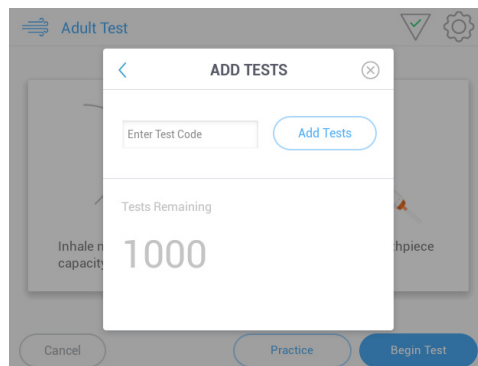 Adult Test
ADD TESTS
Enter Test Code
Add Tests
Tests Remaining
1000
Inhale
capacity
thpiece
Cancel
Practice
Begin Test